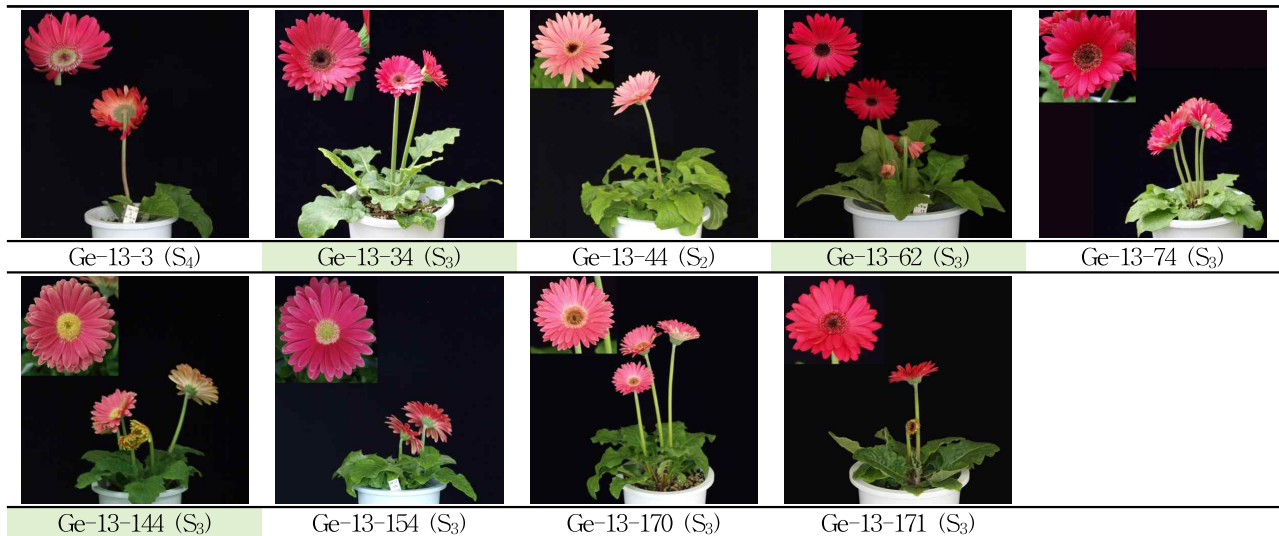 Ge-13-3 (S₄) Ge-13-34 (S₃) Ge-13-44 (S₂) Ge-13-62 (S₃) Ge-13-74 (S₃)
Ge-13-144 (S₃) Ge-13-154 (S₃) Ge-13-170 (S₃) Ge-13-171 (S₃)